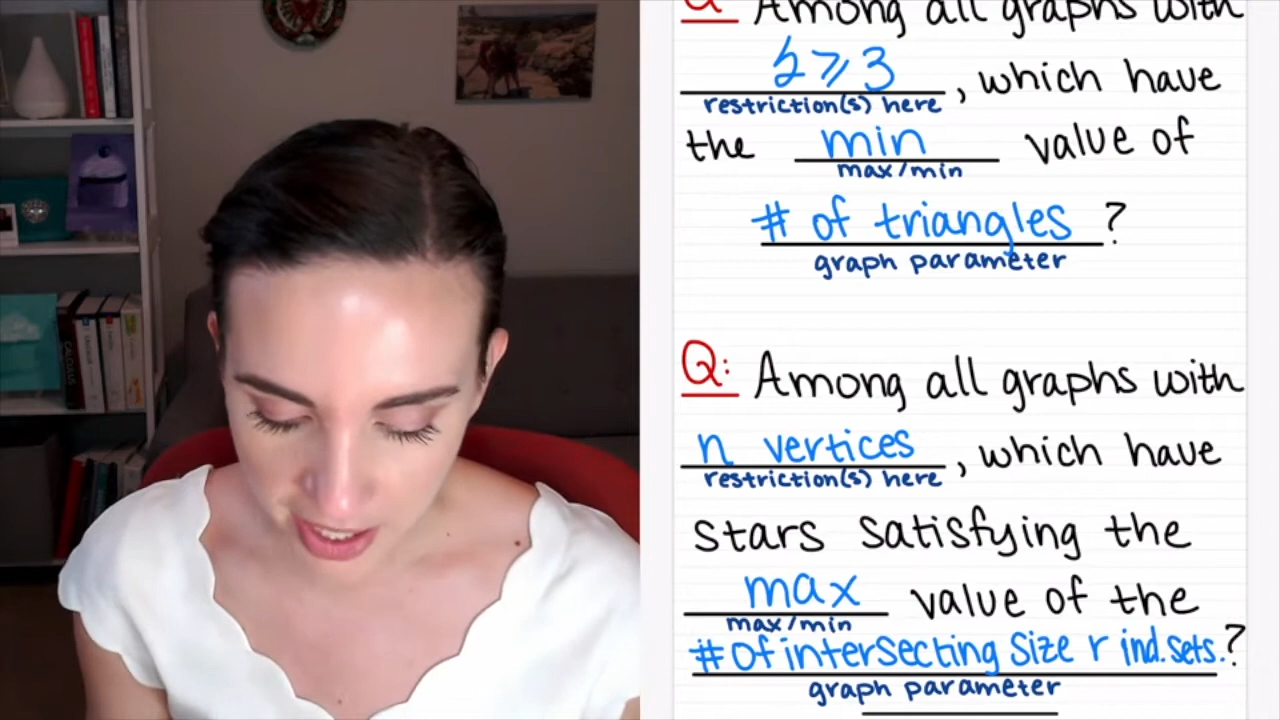 Q: Among all graphs with
δ ≥ 3, which have
restriction(s) here
the min value of
max/min
# of triangles?
graph parameter
Q: Among all graphs with
n vertices, which have
restriction(s) here
stars satisfying the
max value of the
max/min
# of intersecting size r ind. sets.?
graph parameter
CALCULUS